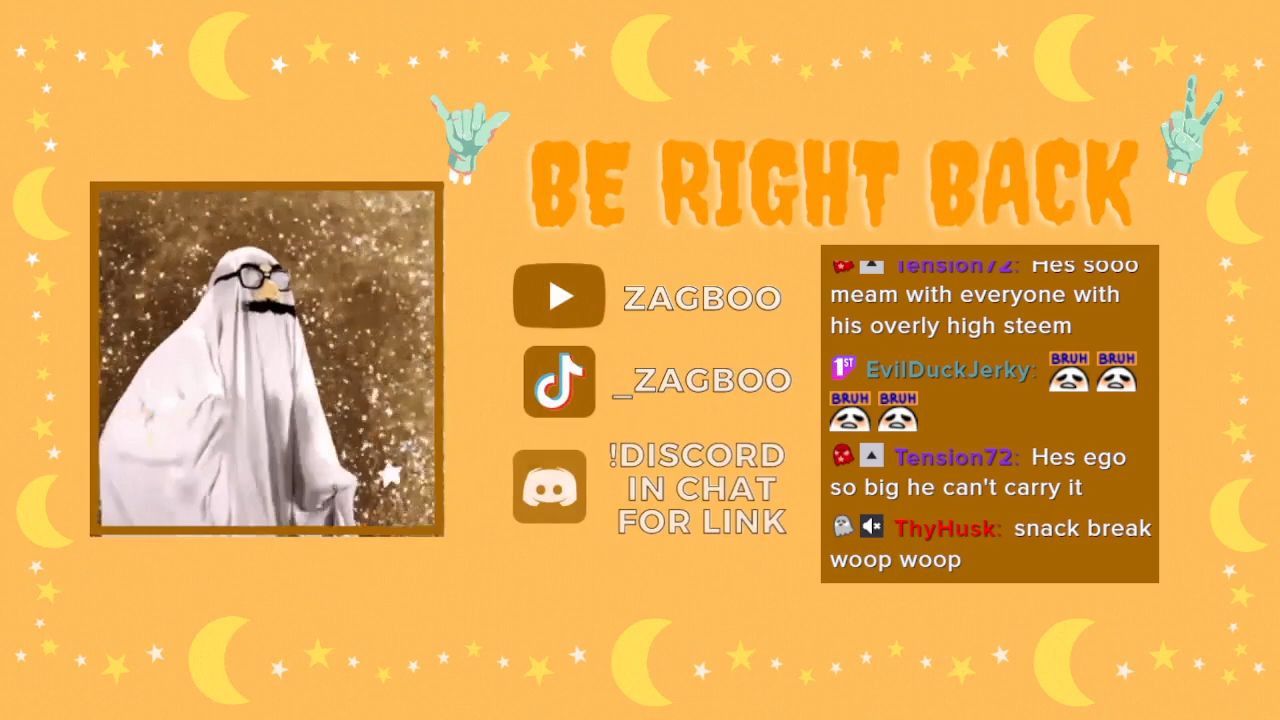 BE RIGHT BACK
ZAGBOO
_ZAGBOO
!DISCORD
IN CHAT
FOR LINK
Tension72: Hes sooo
meam with everyone with
his overly high steem
1ST EvilDuckJerky: BRUH BRUH
BRUH BRUH
Tension72: Hes ego
so big he can't carry it
ThyHusk: snack break
woop woop